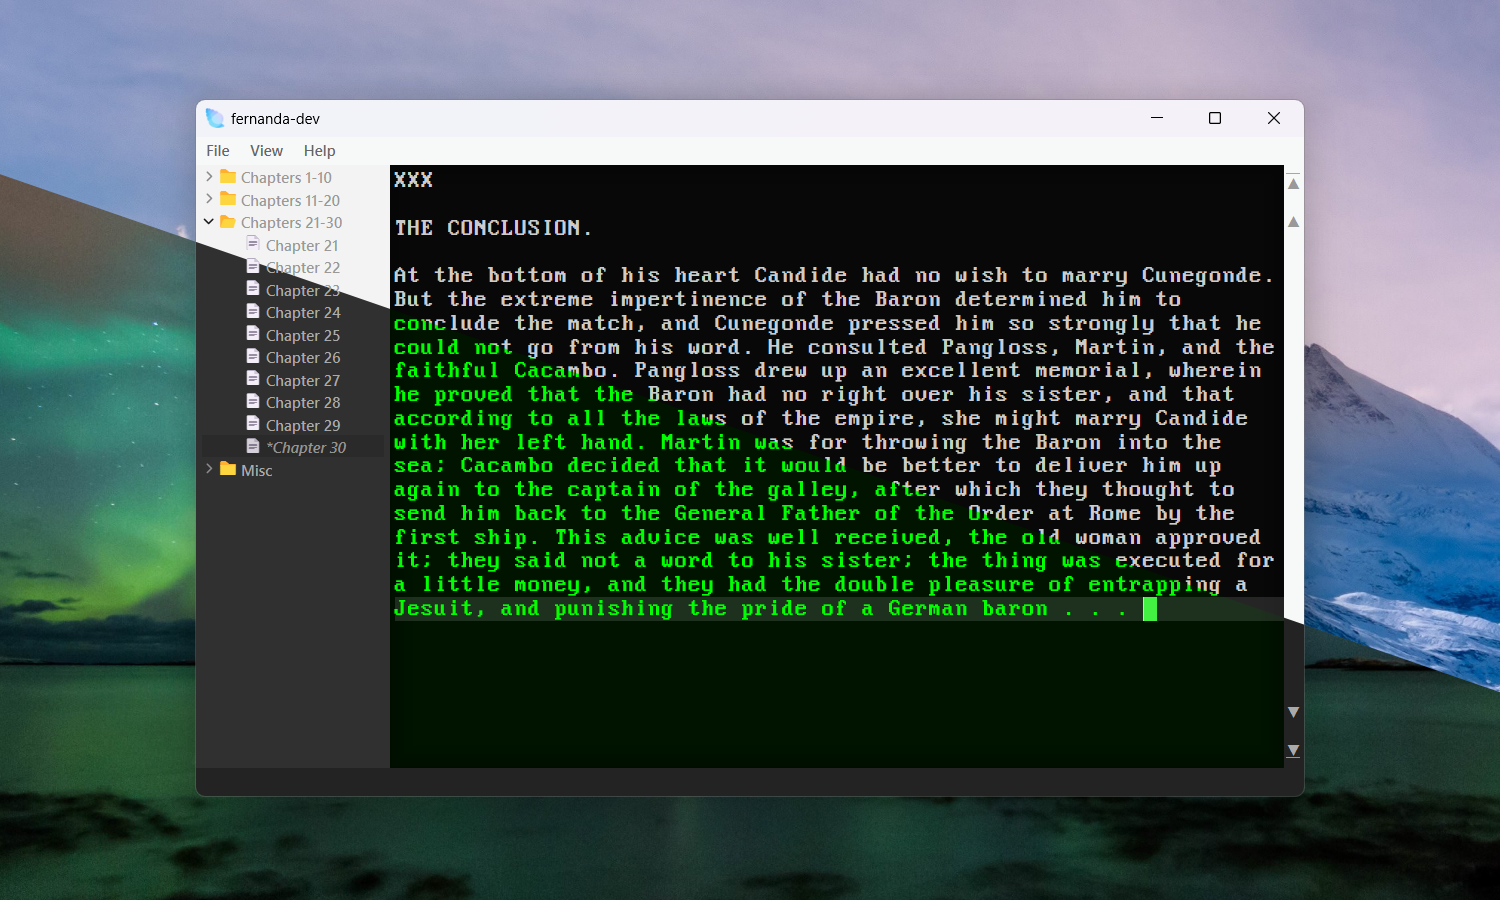 fernanda-dev
File View Help
Chapters 1-10
Chapters 11-20
Chapters 21-30
Chapter 21
Chapter 22
Chapter 23
Chapter 24
Chapter 25
Chapter 26
Chapter 27
Chapter 28
Chapter 29
*Chapter 30
Misc
XXX
THE CONCLUSION.
At the bottom of his heart Candide had no wish to marry Cunegonde.
But the extreme impertinence of the Baron determined him to
conclude the match, and Cunegonde pressed him so strongly that he
could not go from his word. He consulted Pangloss, Martin, and the
faithful Cacambo. Pangloss drew up an excellent memorial, wherein
he proved that the Baron had no right over his sister, and that
according to all the laws of the empire, she might marry Candide
with her left hand. Martin was for throwing the Baron into the
sea; Cacambo decided that it would be better to deliver him up
again to the captain of the galley, after which they thought to
send him back to the General Father of the Order at Rome by the
first ship. This advice was well received, the old woman approved
it; they said not a word to his sister; the thing was executed for
a little money, and they had the double pleasure of entrapping a
Jesuit, and punishing the pride of a German baron . . .